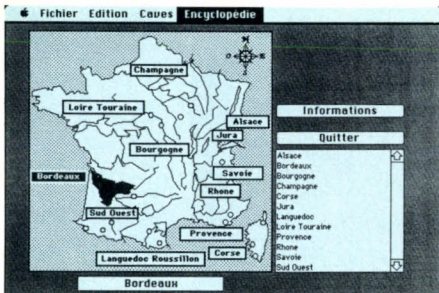 Fichier Edition Caves Encyclopédie
Champagne
Loire Touraine
Alsace
Jura
Bourgogne
Bordeaux
Savoie
Rhone
Sud Ouest
Provence
Languedoc Roussillon
Corse
Bordeaux
Informations
Quitter
Alsace
Bordeaux
Bourgogne
Champagne
Corse
Jura
Languedoc
Loire Touraine
Provence
Rhone
Savoie
Sud Ouest